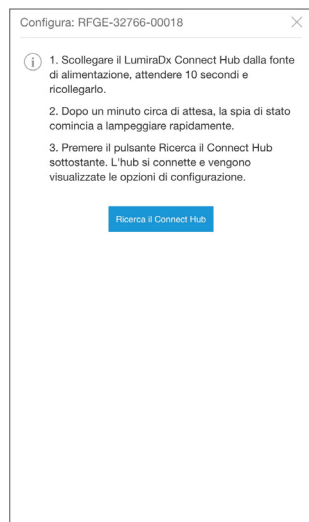 Configura: RFGE-32766-00018
1. Scollegare il LumiraDx Connect Hub dalla fonte
di alimentazione, attendere 10 secondi e
ricollegarlo.
2. Dopo un minuto circa di attesa, la spia di stato
comincia a lampeggiare rapidamente.
3. Premere il pulsante Ricerca il Connect Hub
sottostante. L'hub si connette e vengono
visualizzate le opzioni di configurazione.
Ricerca il Connect Hub